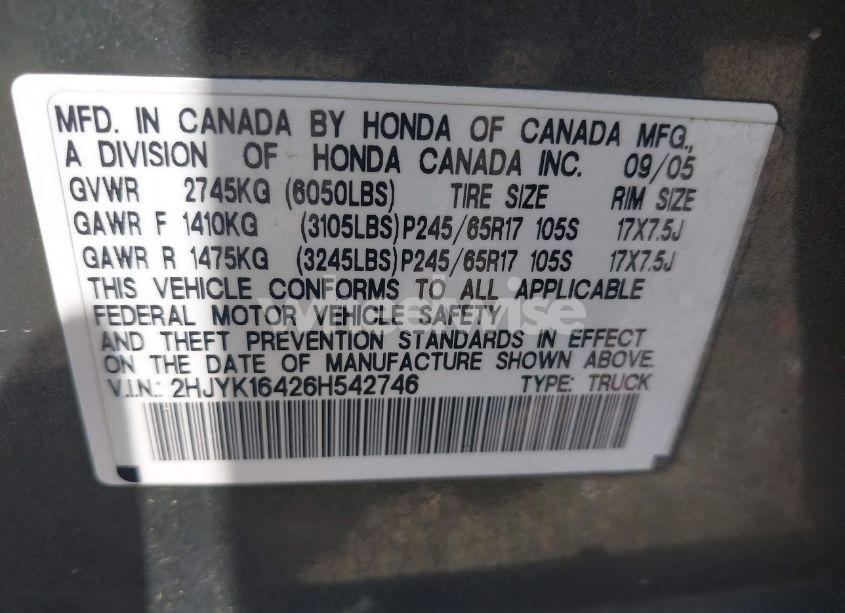 MFD. IN CANADA BY HONDA OF CANADA MFG.,
A DIVISION OF HONDA CANADA INC. 09/05
GVWR 2745KG (6050LBS) TIRE SIZE RIM SIZE
GAWR F 1410KG (3105LBS) P245/65R17 105S 17X7.5J
GAWR R 1475KG (3245LBS) P245/65R17 105S 17X7.5J
THIS VEHICLE CONFORMS TO ALL APPLICABLE
FEDERAL MOTOR VEHICLE SAFETY
AND THEFT PREVENTION STANDARDS IN EFFECT
ON THE DATE OF MANUFACTURE SHOWN ABOVE.
V.I.N.: 2HJYK16426H542746 TYPE: TRUCK